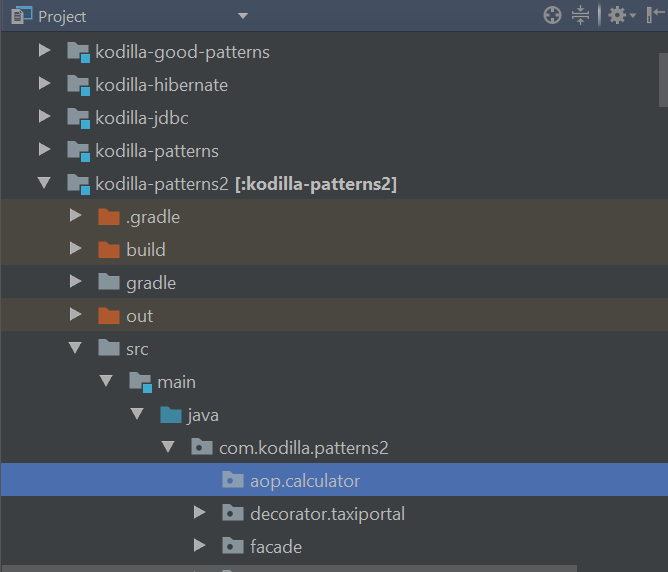 Project
kodilla-good-patterns
kodilla-hibernate
kodilla-jdbc
kodilla-patterns
kodilla-patterns2 [:kodilla-patterns2]
.gradle
build
gradle
out
src
main
java
com.kodilla.patterns2
aop.calculator
decorator.taxiportal
facade